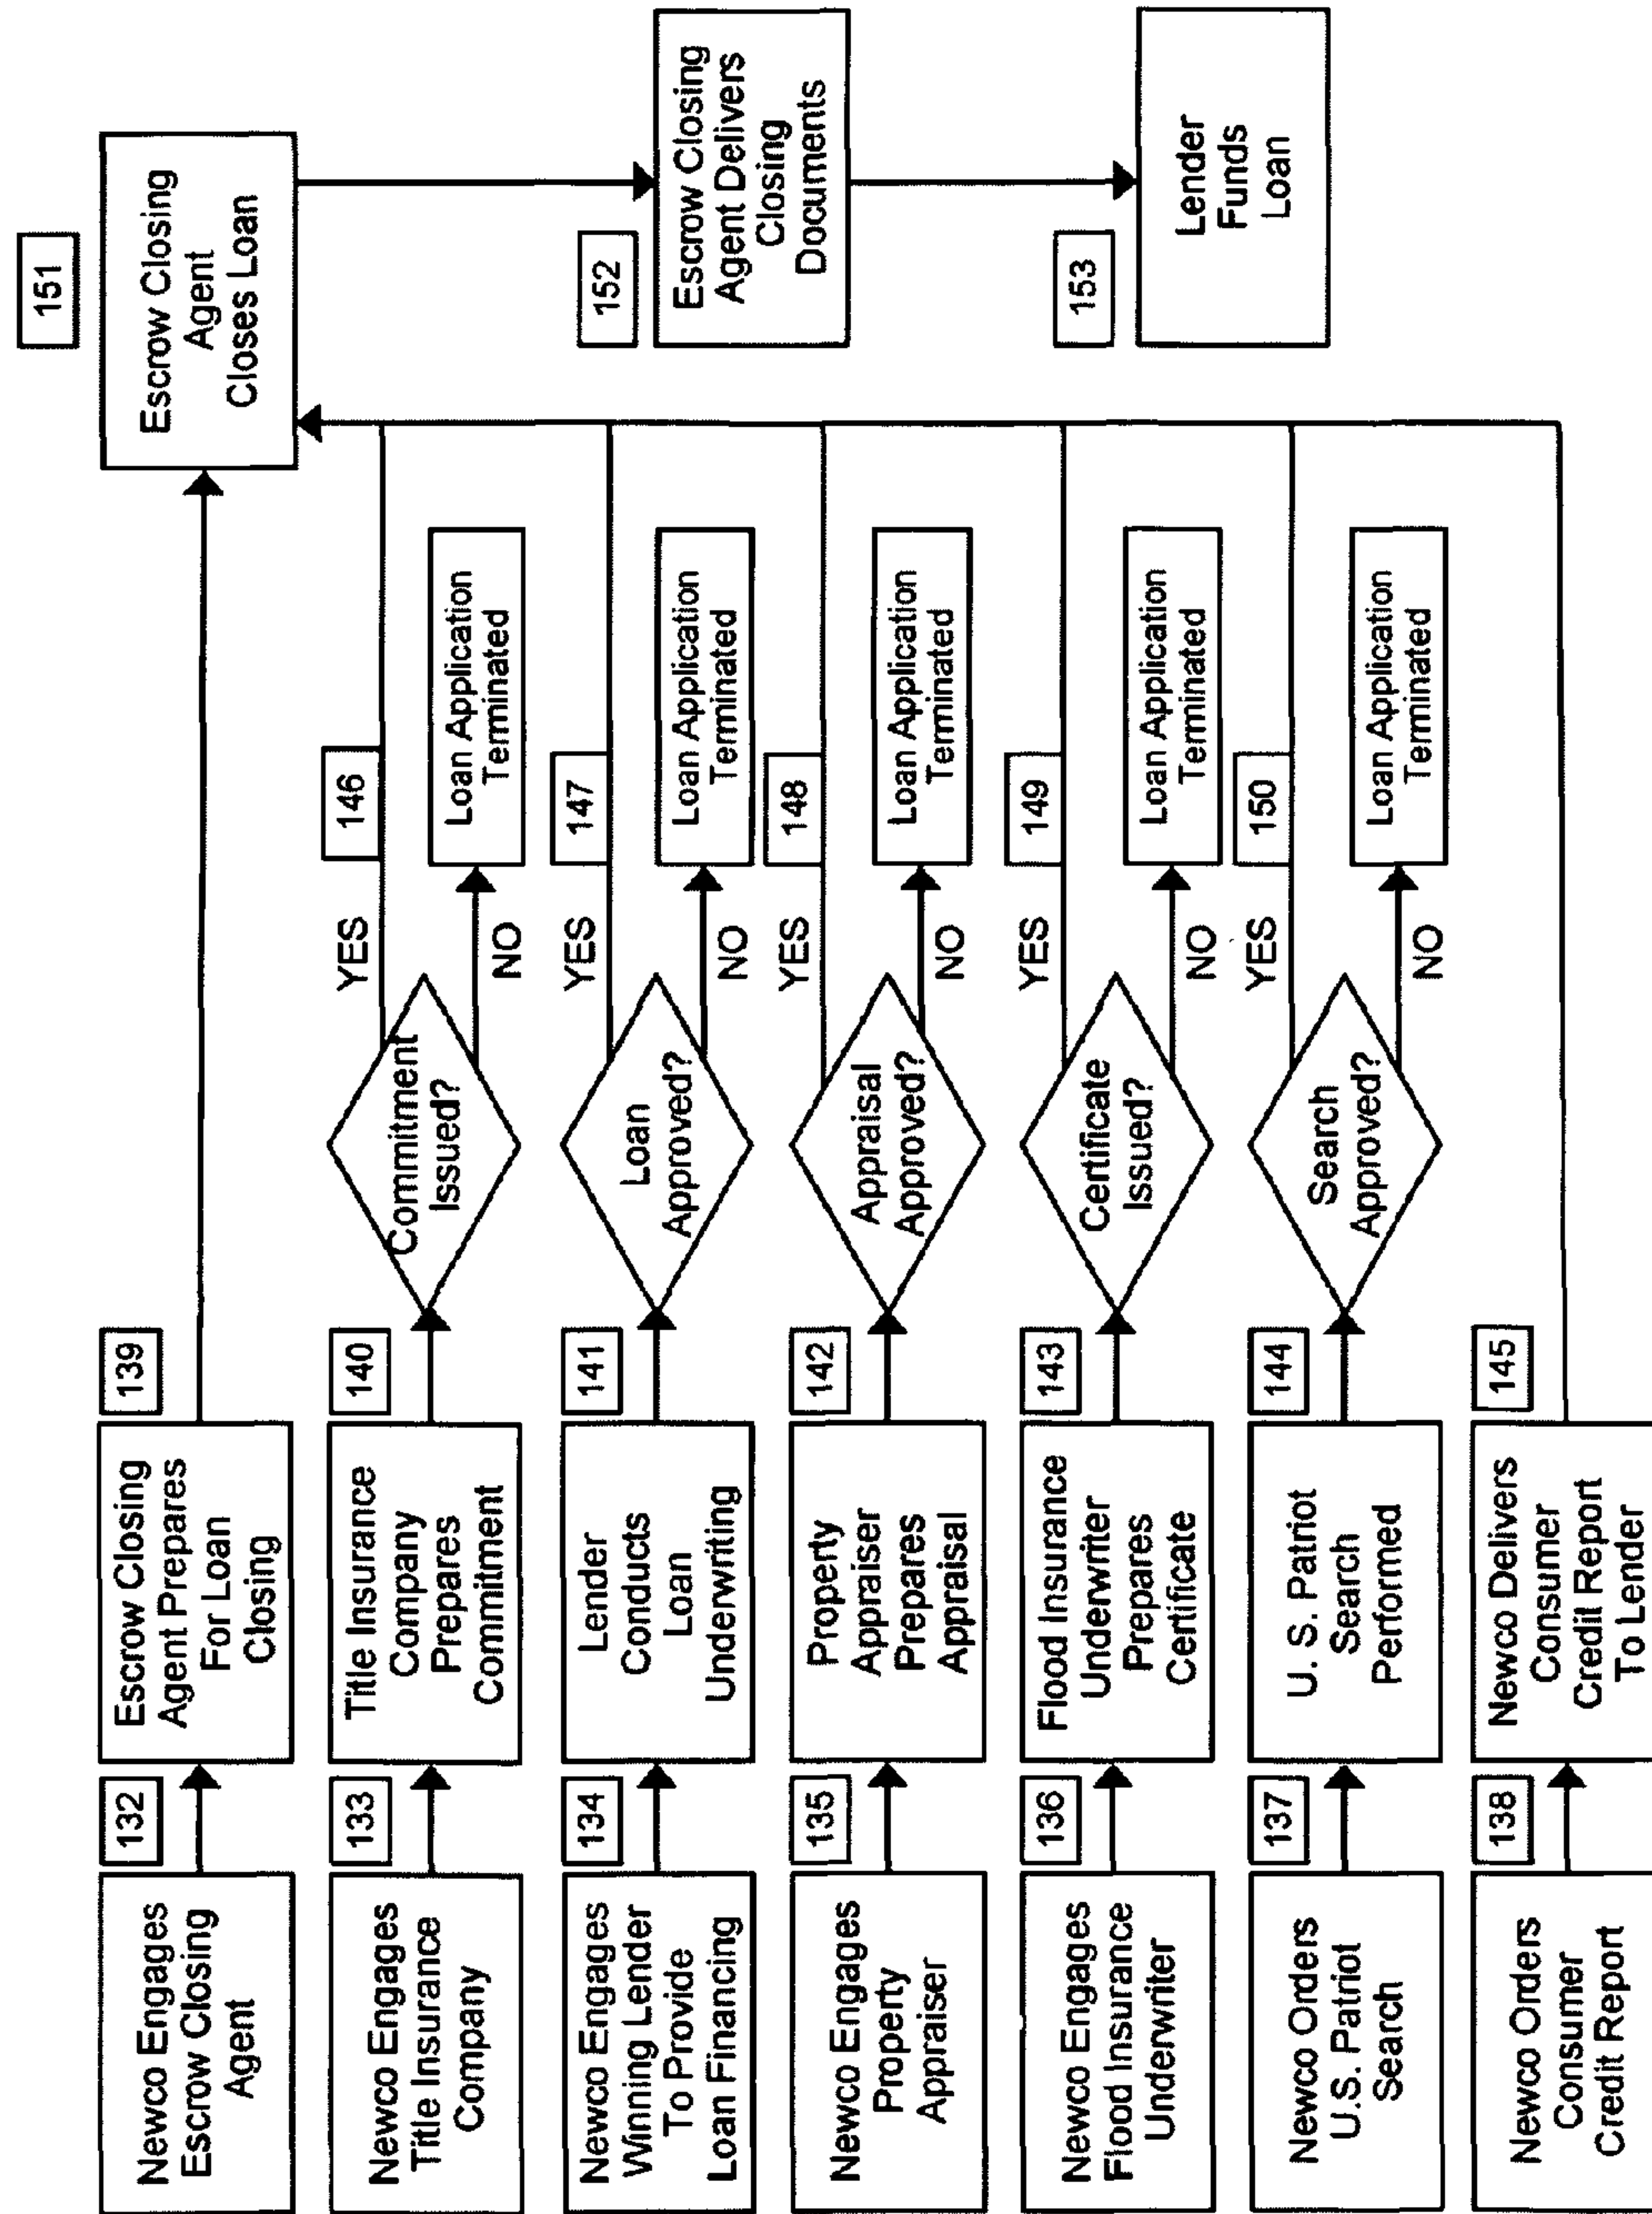 132
Newco Engages
Escrow Closing
Agent
139
Escrow Closing
Agent Prepares
For Loan
Closing
151
Escrow Closing
Agent
Closes Loan
133
Newco Engages
Title Insurance
Company
140
Title Insurance
Company
Prepares
Commitment
Commitment
Issued?
YES
146
NO
Loan Application
Terminated
134
Newco Engages
Winning Lender
To Provide
Loan Financing
141
Lender
Conducts
Loan
Underwriting
Loan
Approved?
YES
147
NO
Loan Application
Terminated
152
Escrow Closing
Agent Delivers
Closing
Documents
135
Newco Engages
Property
Appraiser
142
Property
Appraiser
Prepares
Appraisal
Appraisal
Approved?
YES
148
NO
Loan Application
Terminated
136
Newco Engages
Flood Insurance
Underwriter
143
Flood Insurance
Underwriter
Prepares
Certificate
Certificate
Issued?
YES
149
NO
Loan Application
Terminated
153
Lender
Funds
Loan
137
Newco Orders
U.S. Patriot
Search
144
U. S. Patriot
Search
Performed
Search
Approved?
YES
150
NO
Loan Application
Terminated
138
Newco Orders
Consumer
Credit Report
145
Newco Delivers
Consumer
Credit Report
To Lender